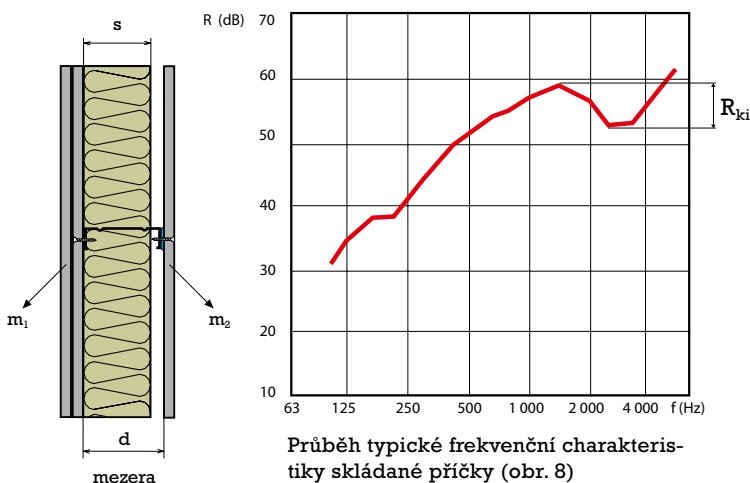 s
m₁
m₂
d
mezera
R (dB)
70
60
50
40
30
20
10
63
125
250
500
1 000
2 000
4 000
f (Hz)
Rki
Průběh typické frekvenční charakteris-
tiky skládané příčky (obr. 8)